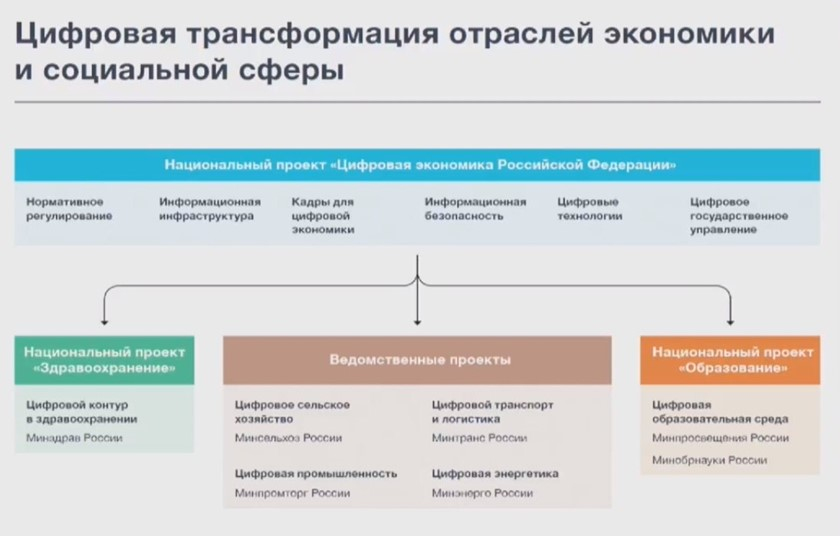 Цифровая трансформация отраслей экономики
и социальной сферы
Национальный проект «Цифровая экономика Российской Федерации»
Нормативное
регулирование
Информационная
инфраструктура
Кадры для
цифровой
экономики
Информационная
безопасность
Цифровые
технологии
Цифровое
государственное
управление
Национальный проект
«Здравоохранение»
Цифровой контур
в здравоохранении
Минздрав России
Ведомственные проекты
Цифровое сельское
хозяйство
Минсельхоз России
Цифровой транспорт
и логистика
Минтранс России
Цифровая промышленность
Минпромторг России
Цифровая энергетика
Минэнерго России
Национальный проект
«Образование»
Цифровая
образовательная среда
Минпросвещения России
Минобрнауки России